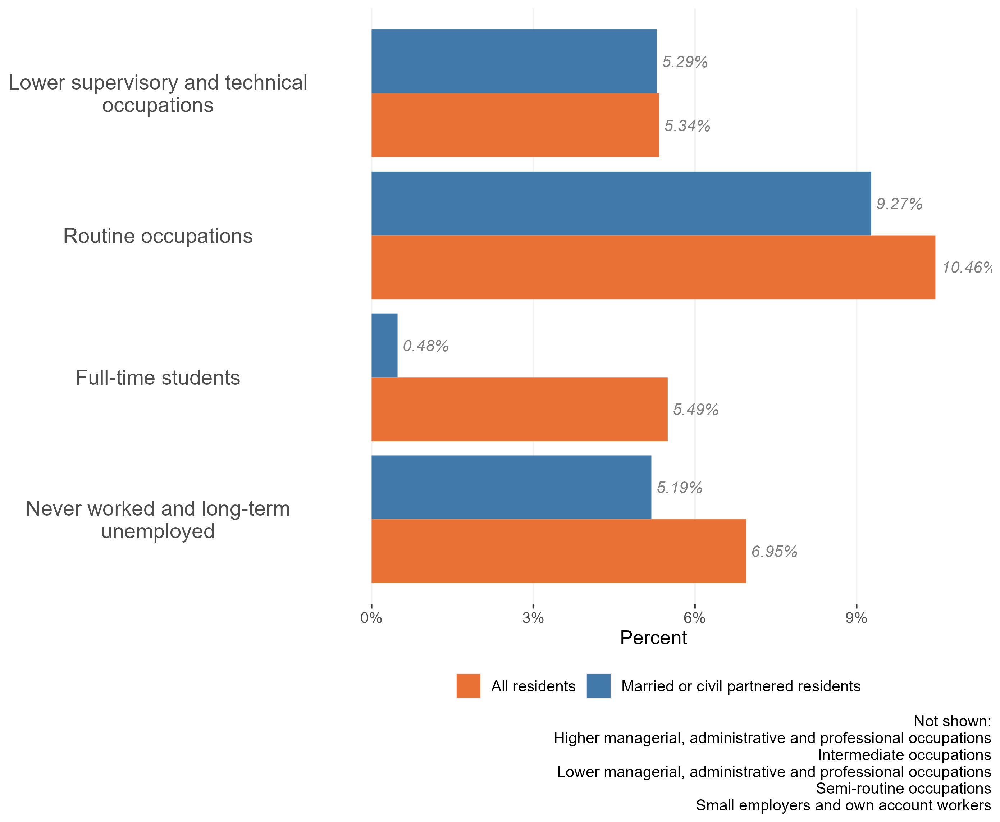 Lower supervisory and technical
occupations
5.29%
5.34%
Routine occupations
9.27%
10.46%
Full-time students
0.48%
5.49%
Never worked and long-term
unemployed
5.19%
6.95%
0% 3% 6% 9%
Percent
All residents Married or civil partnered residents
Not shown:
Higher managerial, administrative and professional occupations
Intermediate occupations
Lower managerial, administrative and professional occupations
Semi-routine occupations
Small employers and own account workers